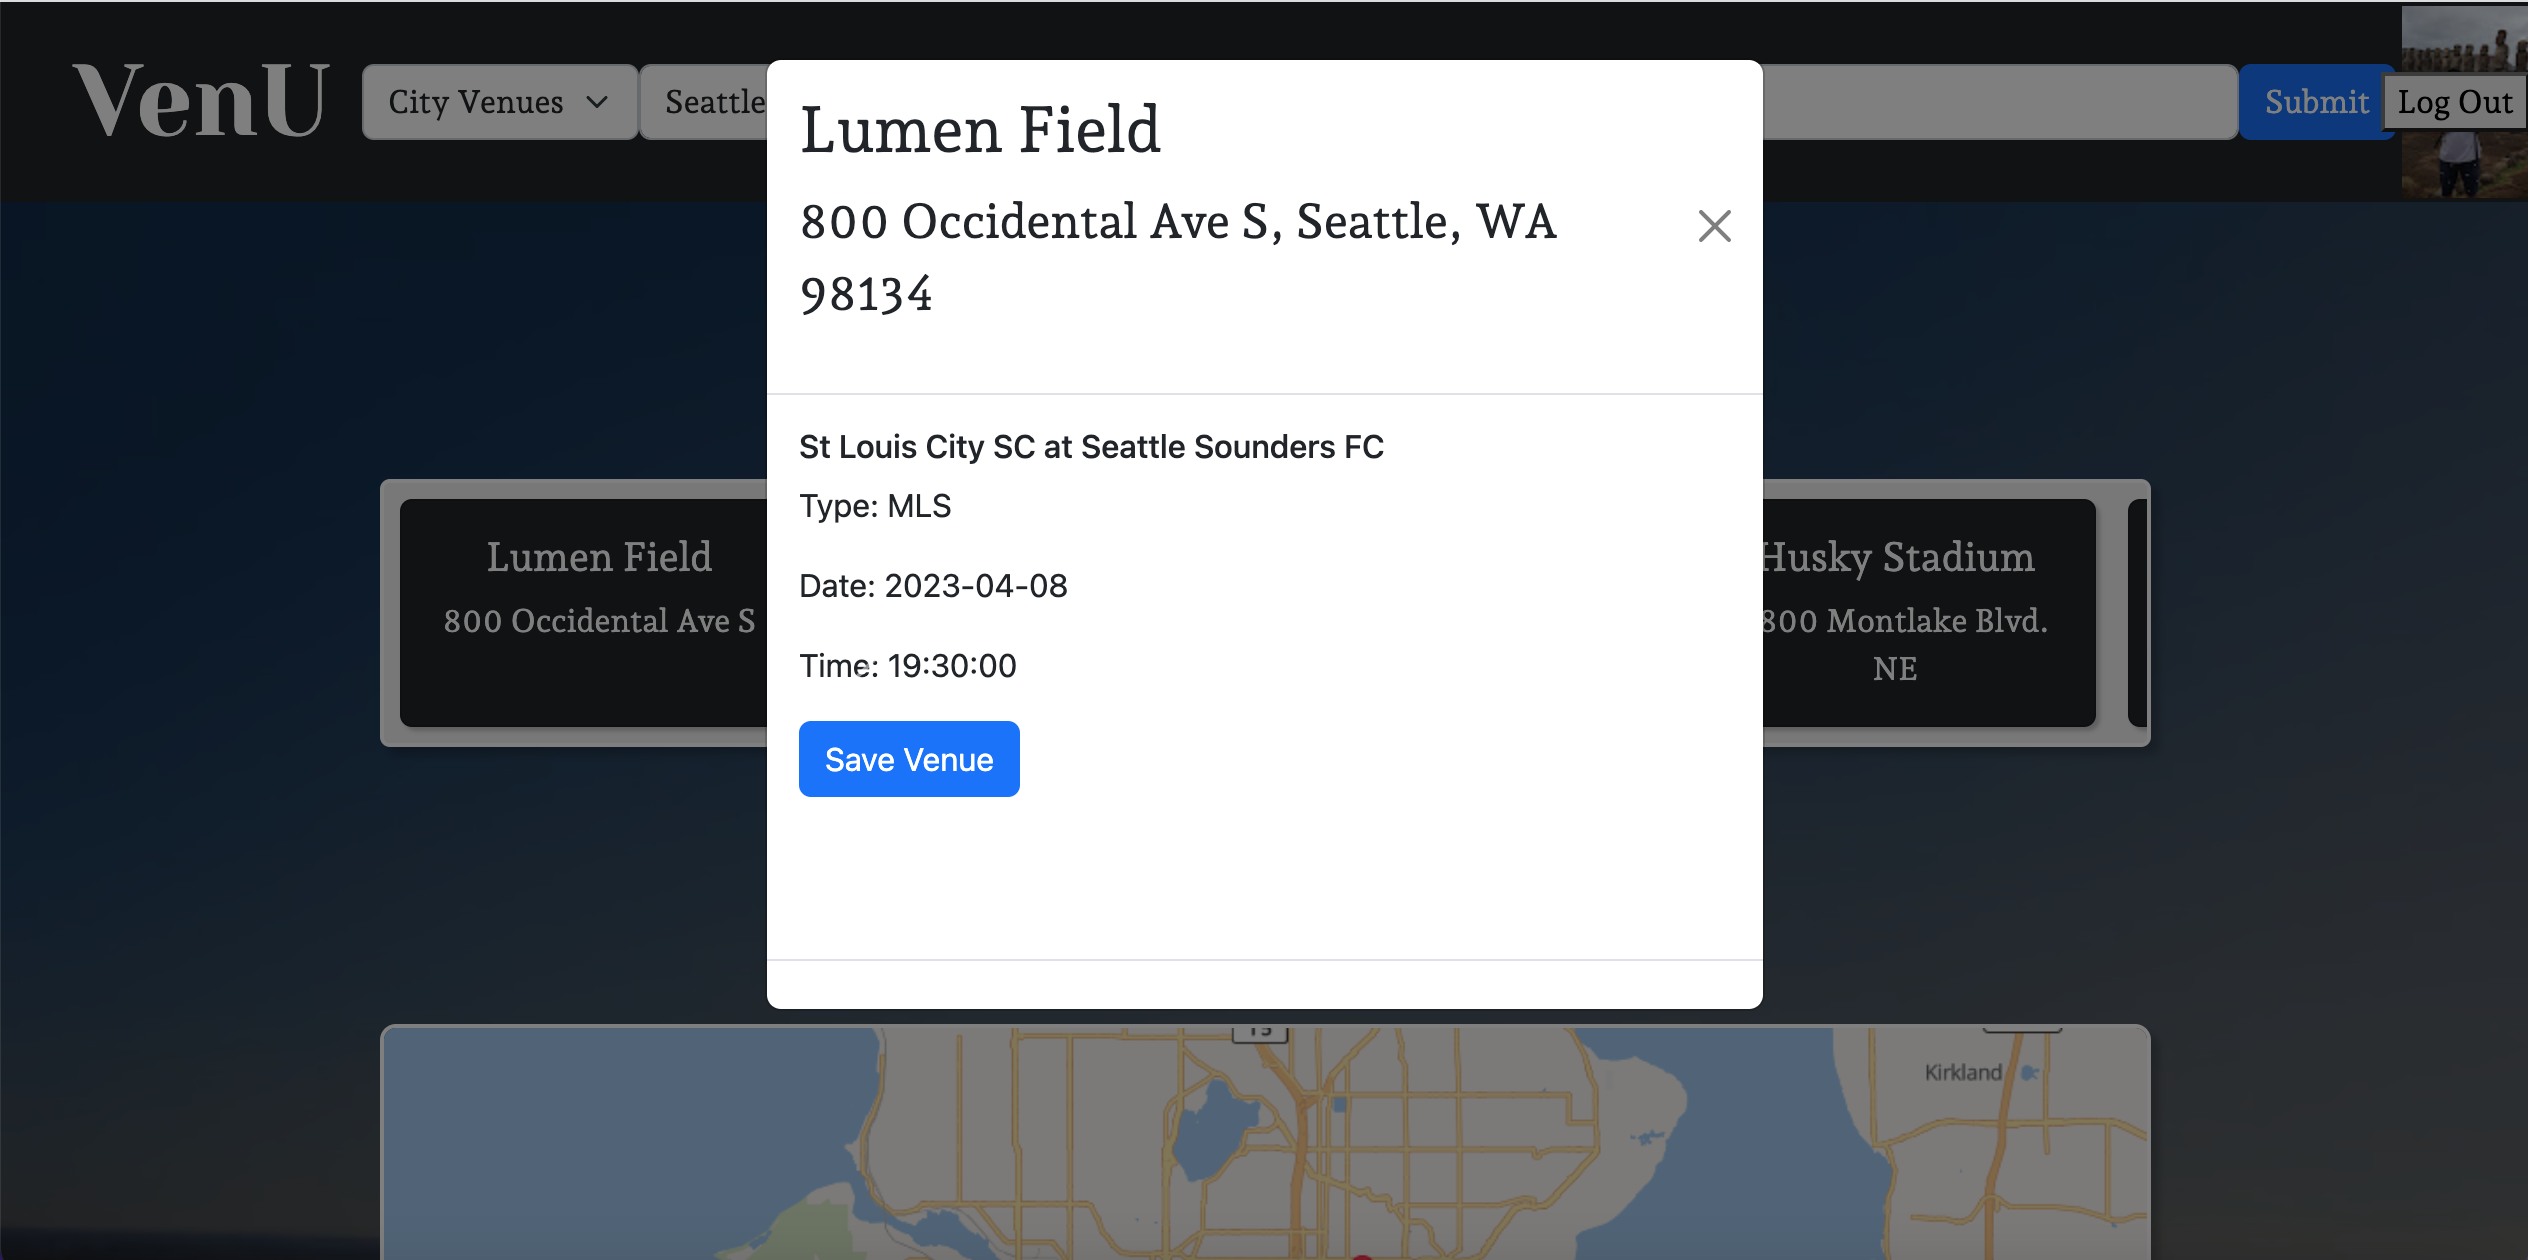 VenU
City Venues
Seattle
Submit
Log Out
Lumen Field
800 Occidental Ave S, Seattle, WA
98134
St Louis City SC at Seattle Sounders FC
Type: MLS
Date: 2023-04-08
Time: 19:30:00
Save Venue
Lumen Field
800 Occidental Ave S
Husky Stadium
800 Montlake Blvd.
NE
Kirkland